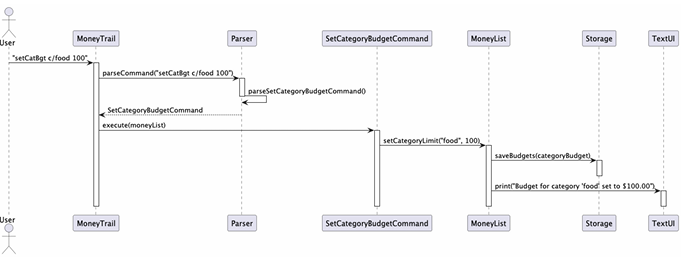 User
MoneyTrail
Parser
SetCategoryBudgetCommand
MoneyList
Storage
TextUI
"setCatBgt c/food 100"
parseCommand("setCatBgt c/food 100")
parseSetCategoryBudgetCommand()
SetCategoryBudgetCommand
execute(moneyList)
setCategoryLimit("food", 100)
saveBudgets(categoryBudget)
print("Budget for category 'food' set to $100.00")
User
MoneyTrail
Parser
SetCategoryBudgetCommand
MoneyList
Storage
TextUI